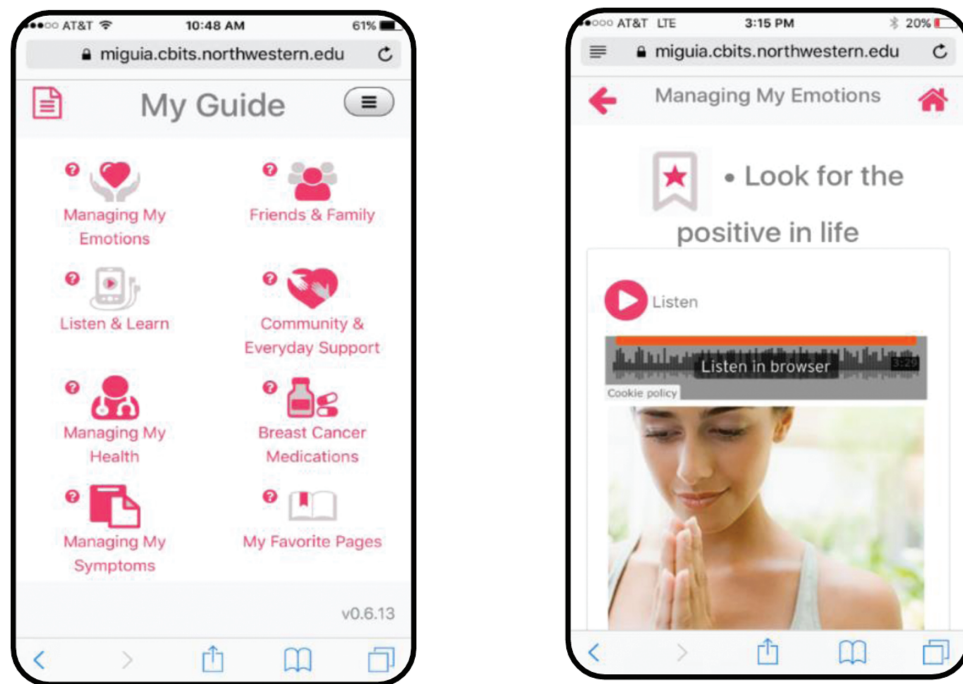 AT&T 10:48 AM 61%
miguia.cbits.northwestern.edu
My Guide
? ?
Managing My
Emotions
Friends & Family
? ?
Listen & Learn
Community &
Everyday Support
? ?
Managing My
Health
Breast Cancer
Medications
? ?
Managing My
Symptoms
My Favorite Pages
v0.6.13
AT&T LTE 3:15 PM 20%
miguia.cbits.northwestern.edu
Managing My Emotions
• Look for the
positive in life
Listen
Listen in browser 3:29
Cookie policy